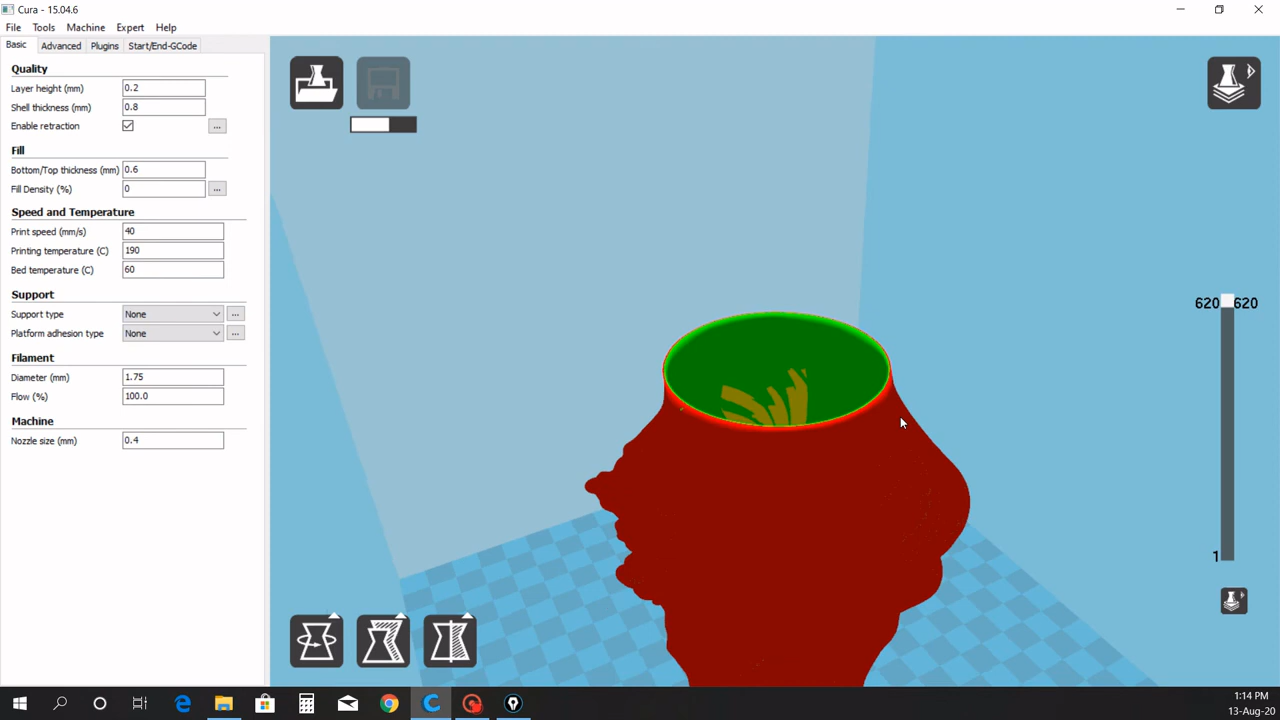 Cura - 15.04.6
File Tools Machine Expert Help
Basic Advanced Plugins Start/End-GCode
Quality
Layer height (mm) 0.2
Shell thickness (mm) 0.8
Enable retraction ...
Fill
Bottom/Top thickness (mm) 0.6
Fill Density (%) 0 ...
Speed and Temperature
Print speed (mm/s) 40
Printing temperature (C) 190
Bed temperature (C) 60
Support
Support type None ...
Platform adhesion type None ...
Filament
Diameter (mm) 1.75
Flow (%) 100.0
Machine
Nozzle size (mm) 0.4
620 620
1
1:14 PM
13-Aug-20